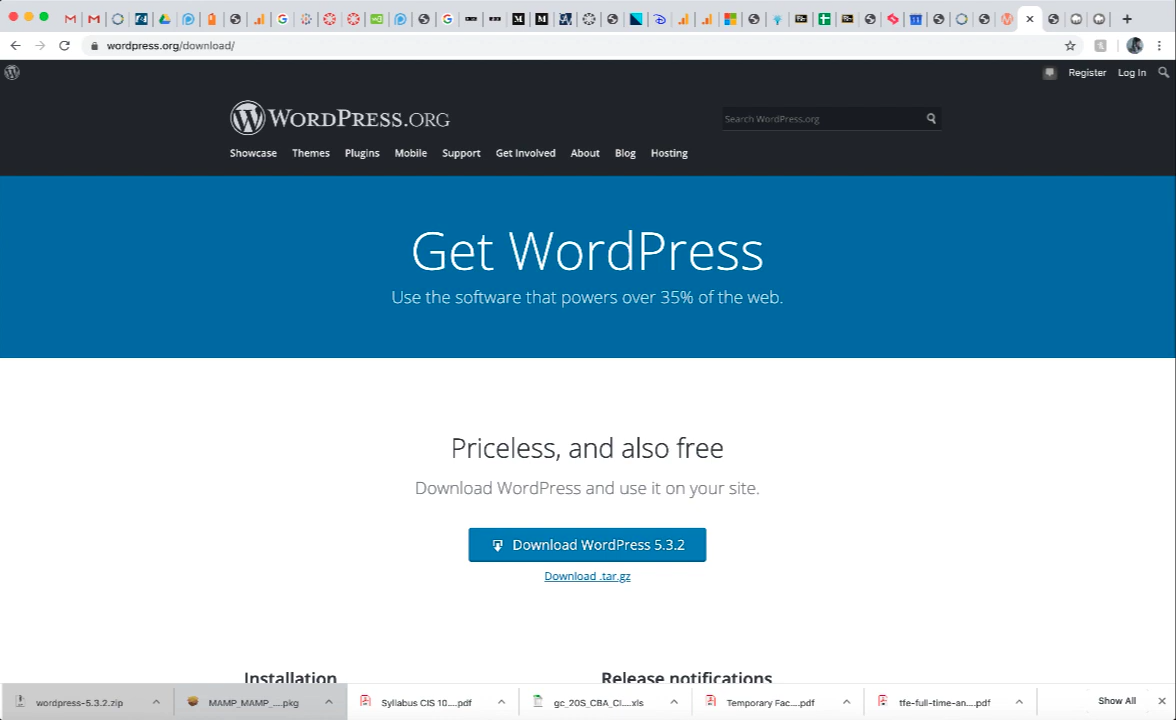 wordpress.org/download/
Register Log In
WORDPRESS.ORG
Search WordPress.org
Showcase Themes Plugins Mobile Support Get Involved About Blog Hosting
Get WordPress
Use the software that powers over 35% of the web.
Priceless, and also free
Download WordPress and use it on your site.
Download WordPress 5.3.2
Download .tar.gz
Installation Release notifications
wordpress-5.3.2.zip MAMP_MAMP_....pkg Syllabus CIS 10....pdf gc_20S_CBA_Cl....xls Temporary Fac....pdf tfe-full-time-an....pdf Show All